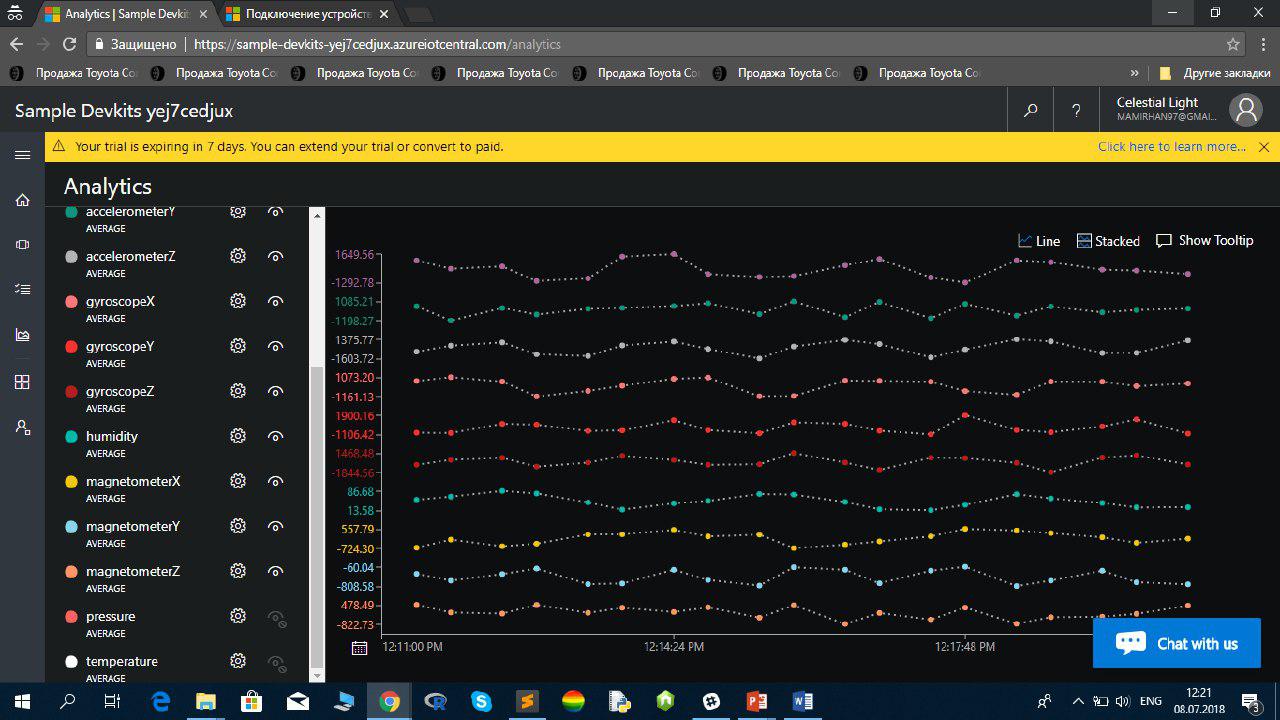 Analytics | Sample Devkits
Подключение устройств
Защищено
https://sample-devkits-yej7cedjux.azureiotcentral.com/analytics
Продажа Toyota Co
Продажа Toyota Co
Продажа Toyota Co
Продажа Toyota Co
Продажа Toyota Co
Продажа Toyota Co
Продажа Toyota Co
»
Другие закладки
Sample Devkits yej7cedjux
?
Celestial Light
MAMIRHAN97@GMAI...
Your trial is expiring in 7 days. You can extend your trial or convert to paid.
Click here to learn more...
Analytics
accelerometerY
AVERAGE
accelerometerZ
AVERAGE
gyroscopeX
AVERAGE
gyroscopeY
AVERAGE
gyroscopeZ
AVERAGE
humidity
AVERAGE
magnetometerX
AVERAGE
magnetometerY
AVERAGE
magnetometerZ
AVERAGE
pressure
AVERAGE
temperature
AVERAGE
Line
Stacked
Show Tooltip
1649.56
-1292.78
1085.21
-1198.27
1375.77
-1603.72
1073.20
-1161.13
1900.16
-1106.42
1468.48
-1844.56
86.68
13.58
557.79
-724.30
-60.04
-808.58
478.49
-822.73
12:11:00 PM
12:14:24 PM
12:17:48 PM
Chat with us
ENG
12:21
08.07.2018
3